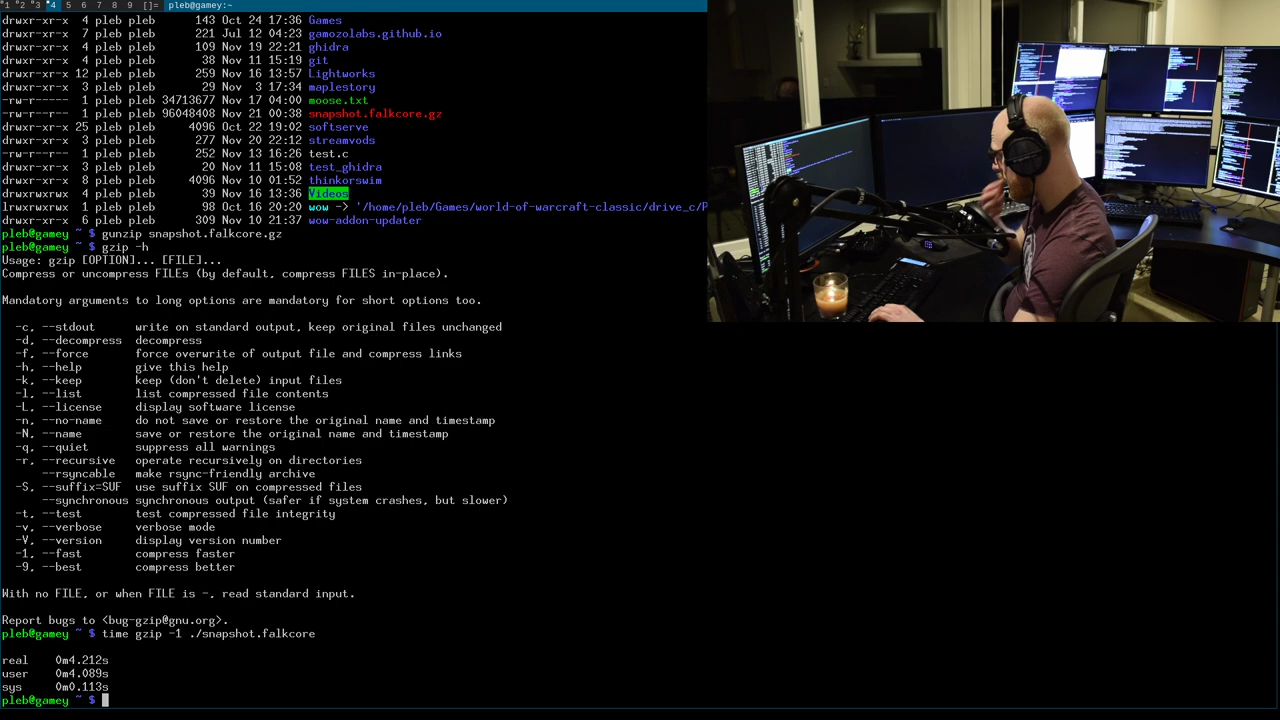 1 2 3 4 5 6 7 8 9 []= pleb@gamey:~
drwxr-xr-x 4 pleb pleb 143 Oct 24 17:36 Games
drwxr-xr-x 7 pleb pleb 221 Jul 12 04:23 gamozolabs.github.io
drwxr-xr-x 4 pleb pleb 109 Nov 19 22:21 ghidra
drwxr-xr-x 4 pleb pleb 38 Nov 11 15:19 git
drwxr-xr-x 12 pleb pleb 259 Nov 16 13:57 Lightworks
drwxr-xr-x 3 pleb pleb 29 Nov 3 17:34 maplestory
-rw-r----- 1 pleb pleb 34713677 Nov 17 04:00 moose.txt
-rw-r--r-- 1 pleb pleb 96048408 Nov 21 00:38 snapshot.falkcore.gz
drwxr-xr-x 25 pleb pleb 4096 Oct 22 19:02 softserve
drwxr-xr-x 3 pleb pleb 277 Nov 20 22:12 streamvods
-rw-r--r-- 1 pleb pleb 252 Nov 13 16:26 test.c
drwxr-xr-x 3 pleb pleb 20 Nov 11 15:08 test_ghidra
drwxr-xr-x 8 pleb pleb 4096 Nov 10 01:52 thinkorswim
drwxrwxrwx 4 pleb pleb 39 Nov 16 13:36 Videos
lrwxrwxrwx 1 pleb pleb 98 Oct 16 20:20 wow -> '/home/pleb/Games/world-of-warcraft-classic/drive_c/P
drwxr-xr-x 6 pleb pleb 309 Nov 10 21:37 wow-addon-updater
pleb@gamey ~ $ gunzip snapshot.falkcore.gz
pleb@gamey ~ $ gzip -h
Usage: gzip [OPTION]... [FILE]...
Compress or uncompress FILEs (by default, compress FILES in-place).
Mandatory arguments to long options are mandatory for short options too.
-c, --stdout write on standard output, keep original files unchanged
-d, --decompress decompress
-f, --force force overwrite of output file and compress links
-h, --help give this help
-k, --keep keep (don't delete) input files
-l, --list list compressed file contents
-L, --license display software license
-n, --no-name do not save or restore the original name and timestamp
-N, --name save or restore the original name and timestamp
-q, --quiet suppress all warnings
-r, --recursive operate recursively on directories
--rsyncable make rsync-friendly archive
-S, --suffix=SUF use suffix SUF on compressed files
--synchronous synchronous output (safer if system crashes, but slower)
-t, --test test compressed file integrity
-v, --verbose verbose mode
-V, --version display version number
-1, --fast compress faster
-9, --best compress better
With no FILE, or when FILE is -, read standard input.
Report bugs to <bug-gzip@gnu.org>.
pleb@gamey ~ $ time gzip -1 ./snapshot.falkcore
real 0m4.212s
user 0m4.089s
sys 0m0.113s
pleb@gamey ~ $